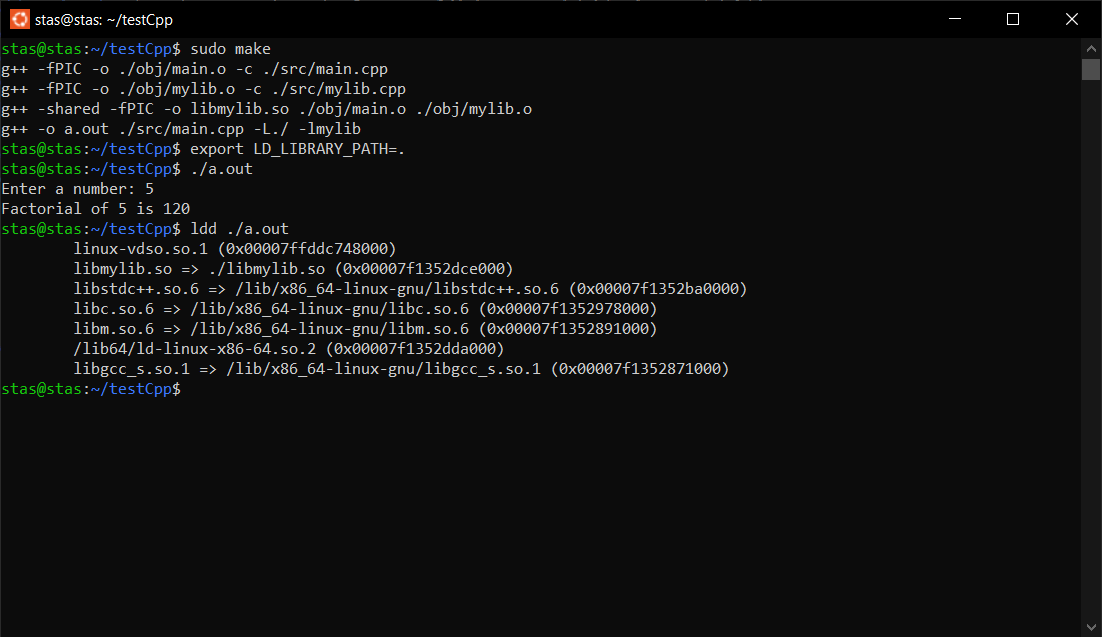 stas@stas: ~/testCpp
stas@stas:~/testCpp$ sudo make
g++ -fPIC -o ./obj/main.o -c ./src/main.cpp
g++ -fPIC -o ./obj/mylib.o -c ./src/mylib.cpp
g++ -shared -fPIC -o libmylib.so ./obj/main.o ./obj/mylib.o
g++ -o a.out ./src/main.cpp -L./ -lmylib
stas@stas:~/testCpp$ export LD_LIBRARY_PATH=.
stas@stas:~/testCpp$ ./a.out
Enter a number: 5
Factorial of 5 is 120
stas@stas:~/testCpp$ ldd ./a.out
linux-vdso.so.1 (0x00007ffddc748000)
libmylib.so => ./libmylib.so (0x00007f1352dce000)
libstdc++.so.6 => /lib/x86_64-linux-gnu/libstdc++.so.6 (0x00007f1352ba0000)
libc.so.6 => /lib/x86_64-linux-gnu/libc.so.6 (0x00007f1352978000)
libm.so.6 => /lib/x86_64-linux-gnu/libm.so.6 (0x00007f1352891000)
/lib64/ld-linux-x86-64.so.2 (0x00007f1352dda000)
libgcc_s.so.1 => /lib/x86_64-linux-gnu/libgcc_s.so.1 (0x00007f1352871000)
stas@stas:~/testCpp$